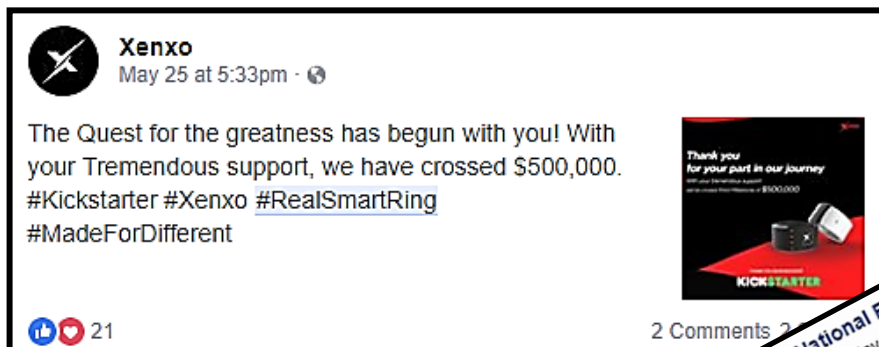 Xenxo
May 25 at 5:33pm ·
The Quest for the greatness has begun with you! With
your Tremendous support, we have crossed $500,000.
#Kickstarter #Xenxo #RealSmartRing
#MadeForDifferent
Thank you
for your part in our journey
$500,000
KICKSTARTER
21
2 Comments